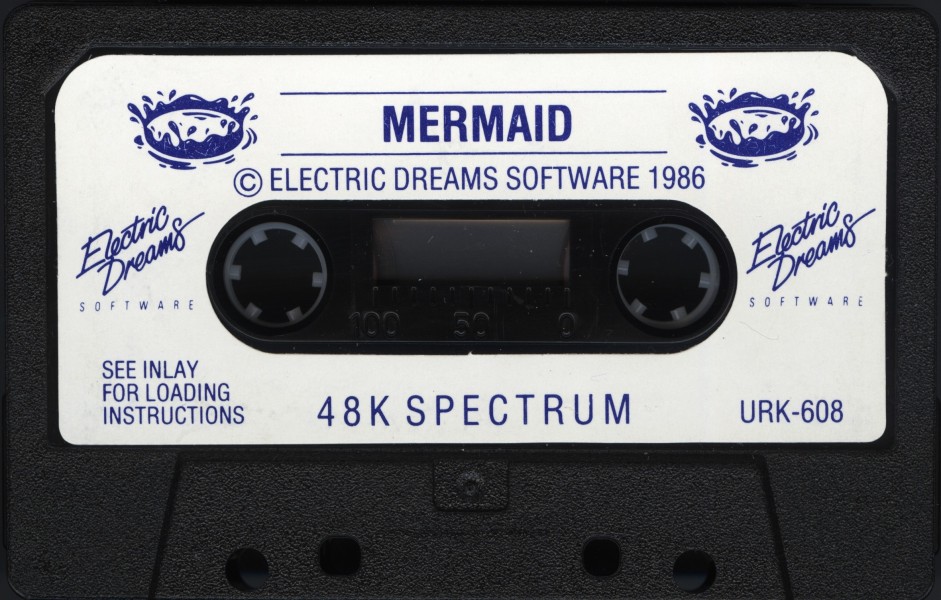 MERMAID
© ELECTRIC DREAMS SOFTWARE 1986
Electric
Dreams
SOFTWARE
Electric
Dreams
SOFTWARE
100 50 0
SEE INLAY
FOR LOADING
INSTRUCTIONS
48K SPECTRUM
URK-608